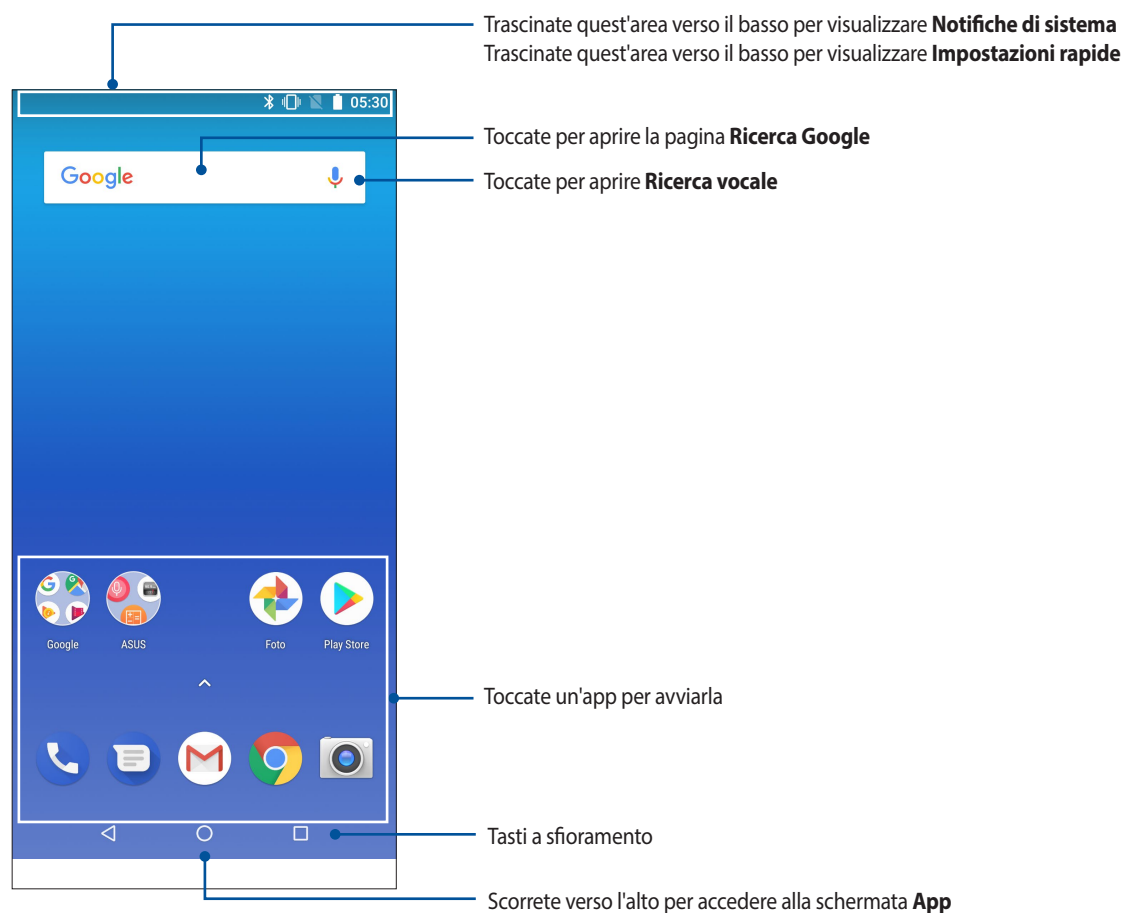 Trascinate quest'area verso il basso per visualizzare Notifiche di sistema
Trascinate quest'area verso il basso per visualizzare Impostazioni rapide
05:30
Toccate per aprire la pagina Ricerca Google
Google
Toccate per aprire Ricerca vocale
Google
ASUS
Foto
Play Store
Toccate un'app per avviarla
Tasti a sfioramento
Scorrete verso l'alto per accedere alla schermata App